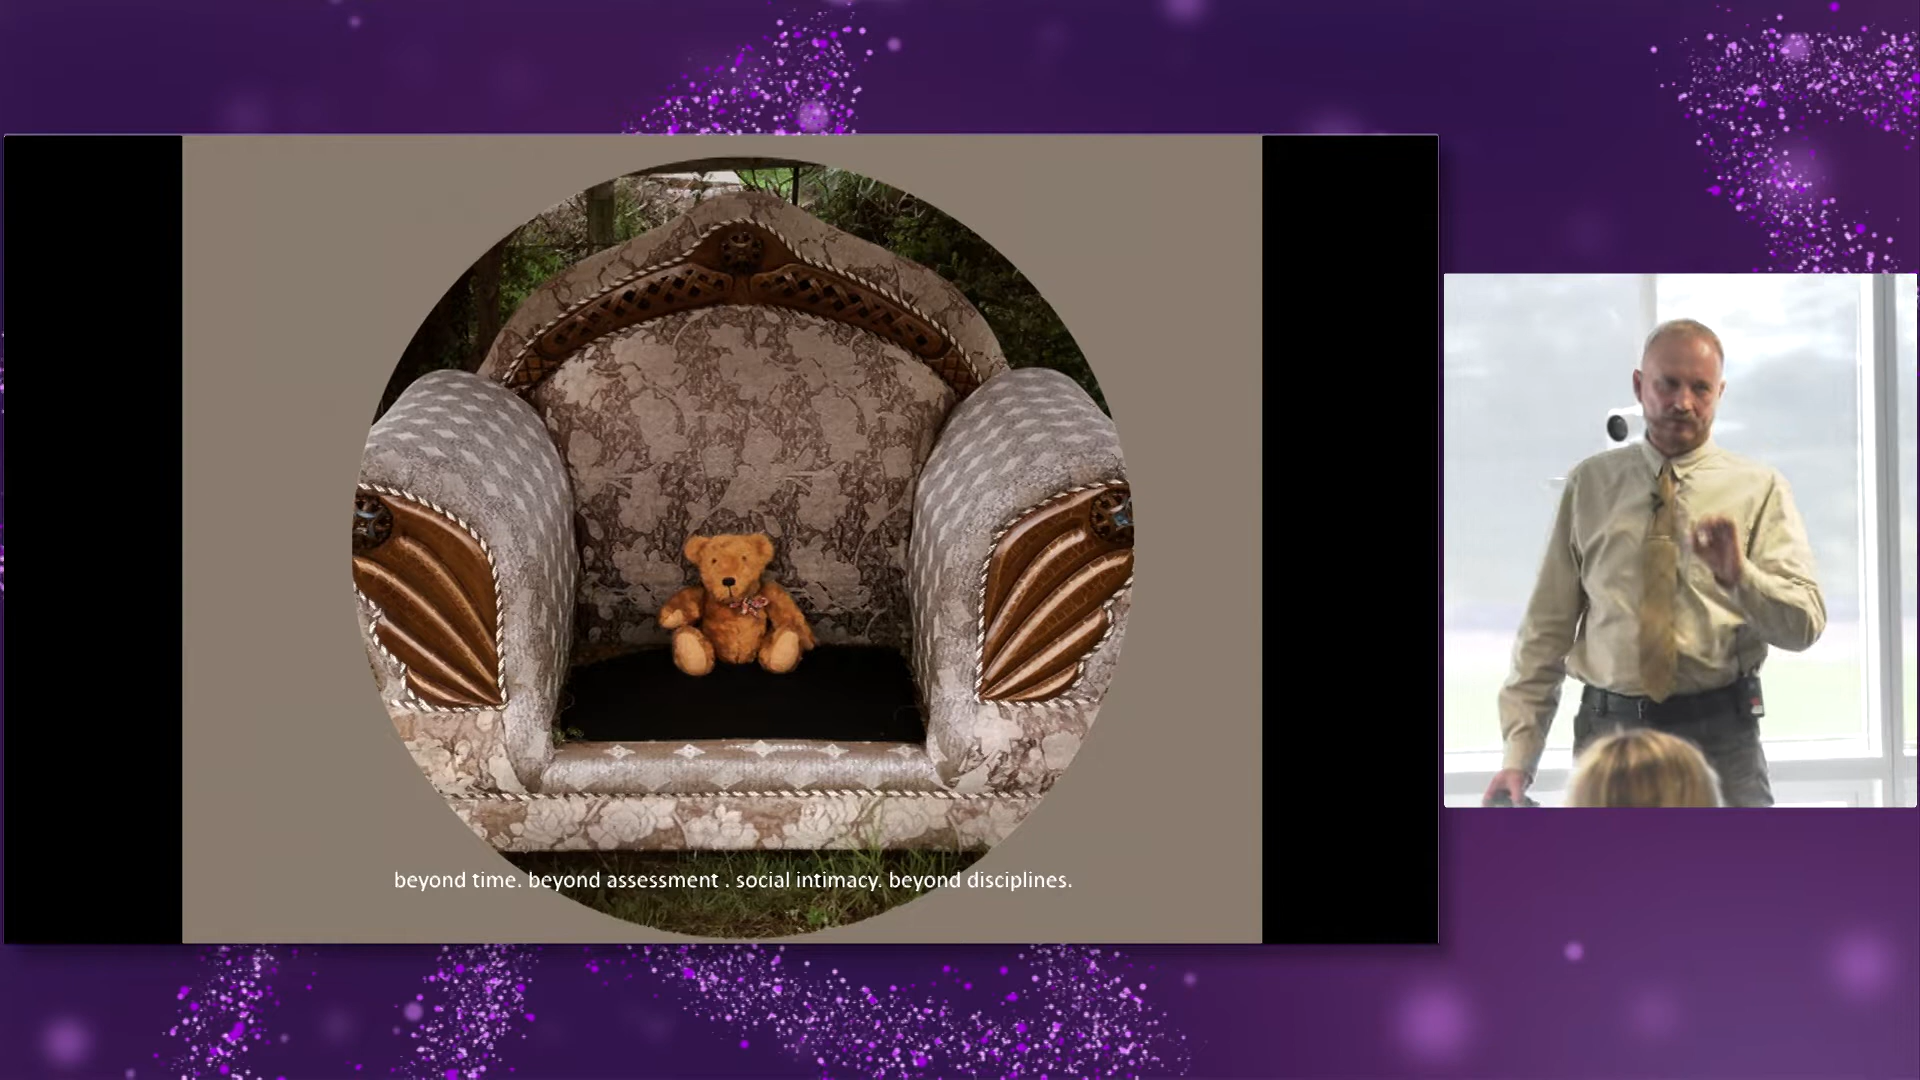 beyond time. beyond assessment . social intimacy. beyond disciplines.